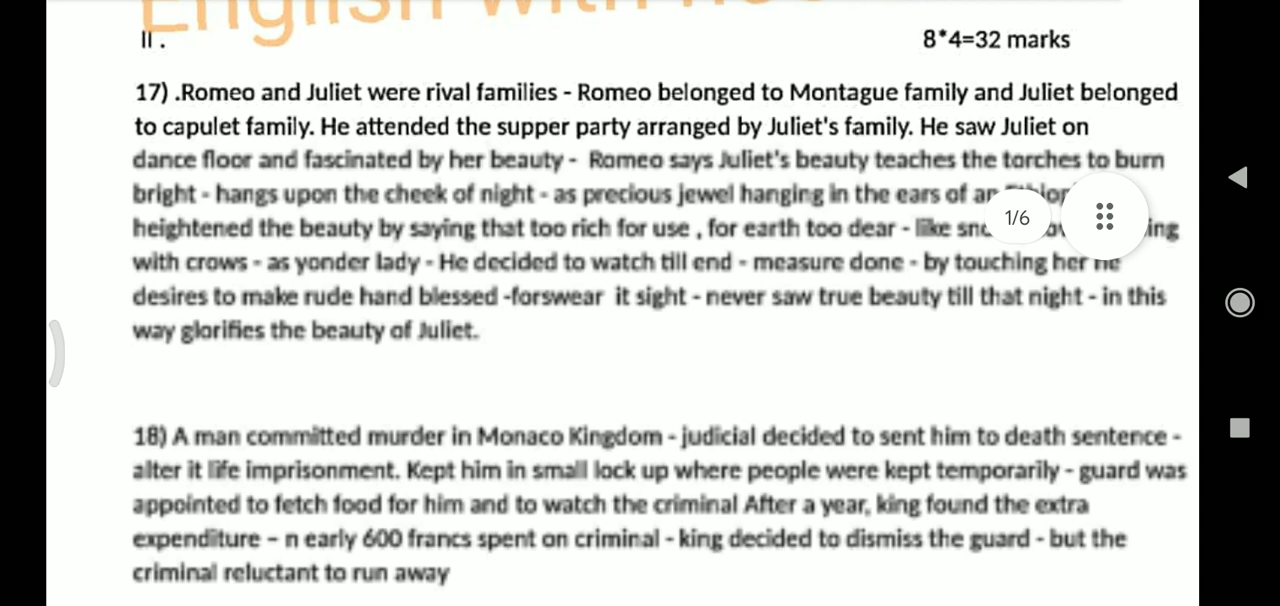 English with
II .
8*4=32 marks
17) .Romeo and Juliet were rival families - Romeo belonged to Montague family and Juliet belonged
to capulet family. He attended the supper party arranged by Juliet's family. He saw Juliet on
dance floor and fascinated by her beauty - Romeo says Juliet's beauty teaches the torches to burn
bright - hangs upon the cheek of night - as precious jewel hanging in the ears of an
1/6
heightened the beauty by saying that too rich for use , for earth too dear - like
with crows - as yonder lady - He decided to watch till end - measure done - by touching her he
desires to make rude hand blessed -forswear it sight - never saw true beauty till that night - in this
way glorifies the beauty of Juliet.
18) A man committed murder in Monaco Kingdom - judicial decided to sent him to death sentence -
alter it life imprisonment. Kept him in small lock up where people were kept temporarily - guard was
appointed to fetch food for him and to watch the criminal After a year, king found the extra
expenditure – n early 600 francs spent on criminal - king decided to dismiss the guard - but the
criminal reluctant to run away